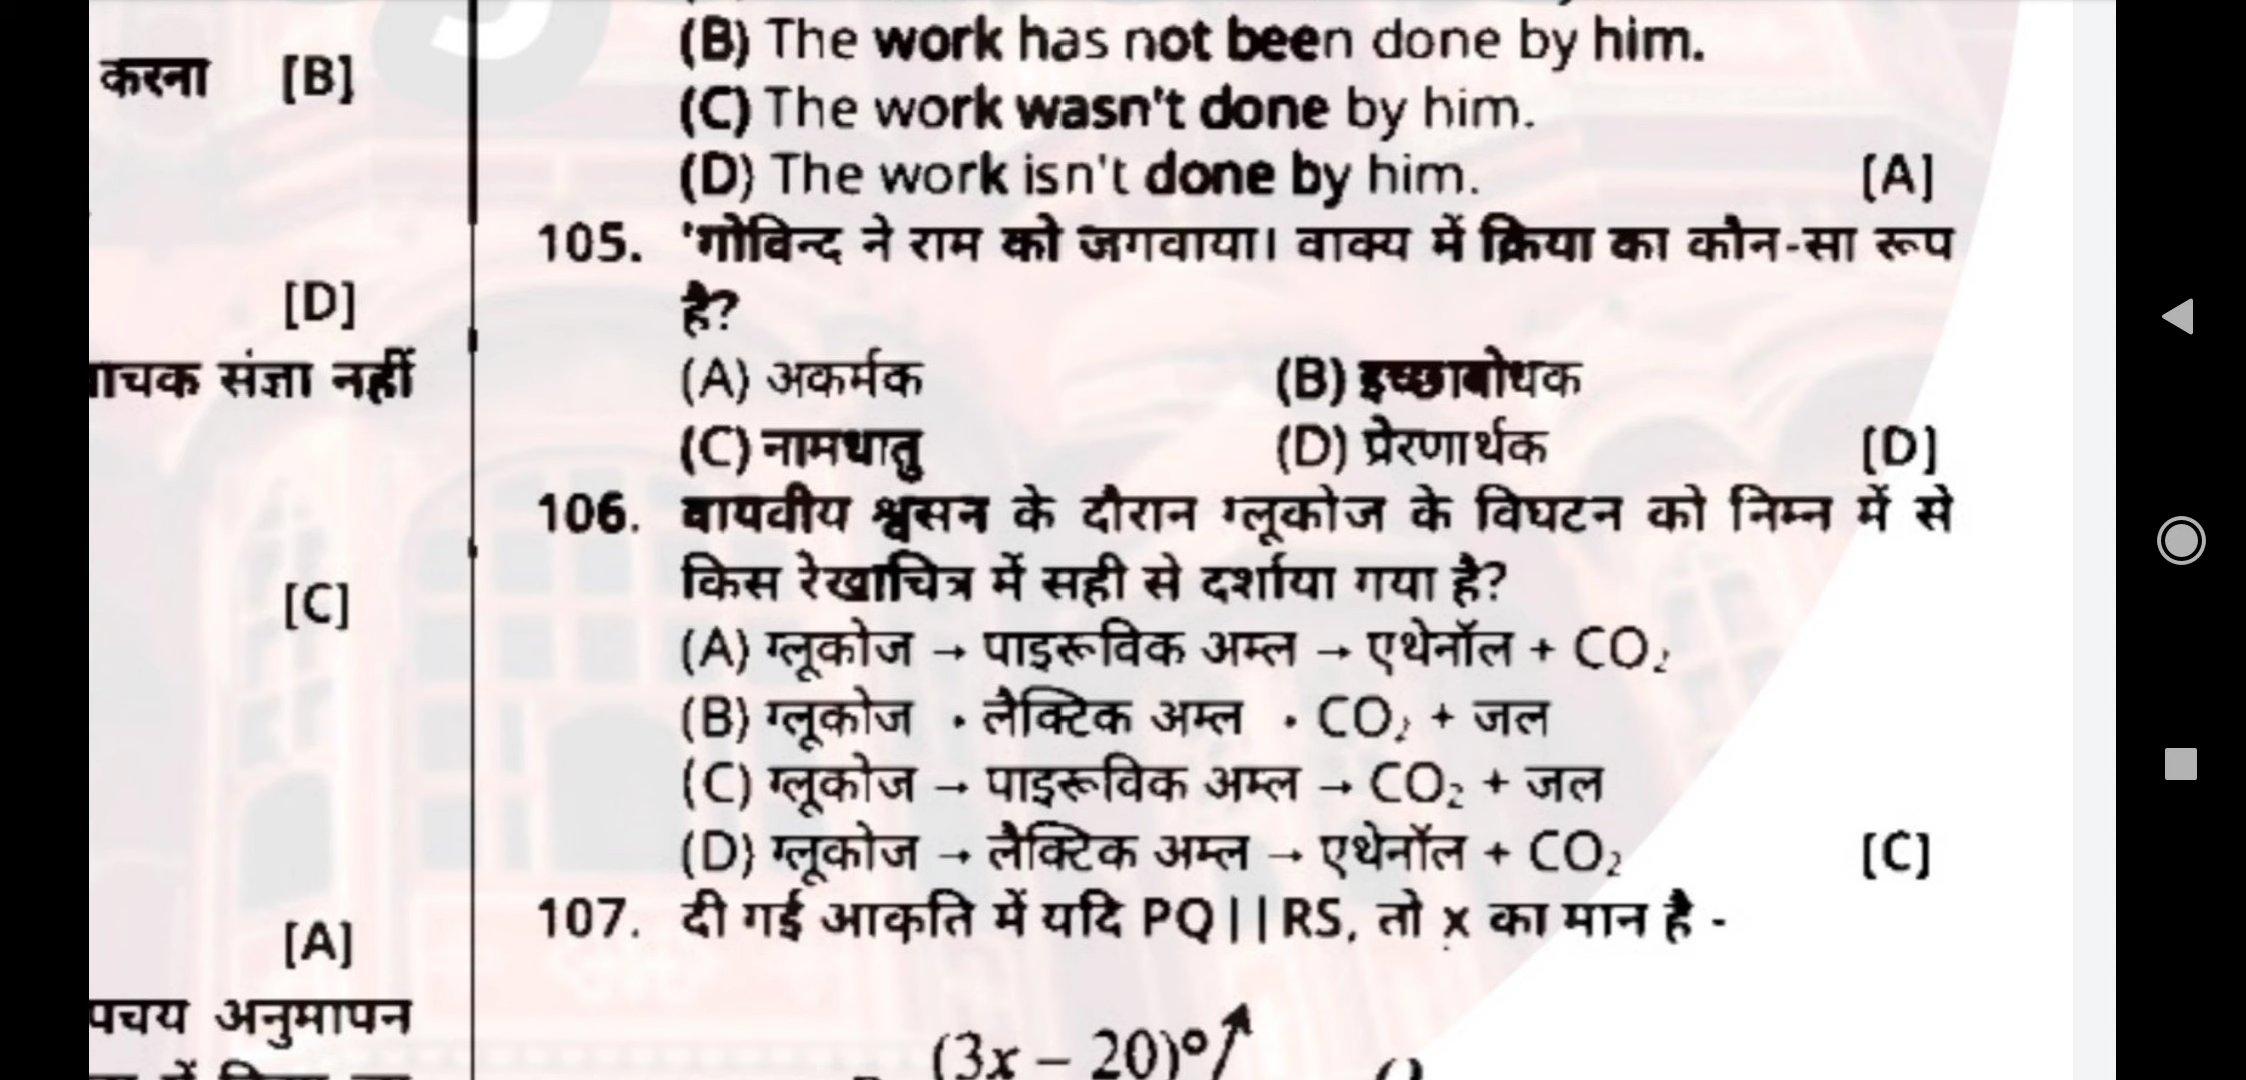 करना [B]
[D]
ाचक संज्ञा नहीं
[C]
[A]
पचय अनुमापन
(B) The work has not been done by him.
(C) The work wasn't done by him.
(D) The work isn't done by him. [A]
105. 'गोविन्द ने राम को जगवाया। वाक्य में क्रिया का कौन-सा रूप
है?
(A) अकर्मक (B) इच्छाबोधक
(C) नामधातु (D) प्रेरणार्थक [D]
106. वायवीय श्वसन के दौरान ग्लूकोज के विघटन को निम्न में से
किस रेखाचित्र में सही से दर्शाया गया है?
(A) ग्लूकोज → पाइरूविक अम्ल → एथेनॉल + CO₂
(B) ग्लूकोज · लैक्टिक अम्ल · CO₂ + जल
(C) ग्लूकोज → पाइरूविक अम्ल → CO₂ + जल
(D) ग्लूकोज → लैक्टिक अम्ल → एथेनॉल + CO₂ [C]
107. दी गई आकृति में यदि PQ||RS, तो x का मान है -
(3x – 20)°